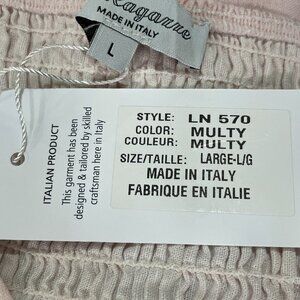 Raganne
MADE IN ITALY
L
ITALIAN PRODUCT
This garment has been
designed & tailored by skilled
craftsman here in Italy
STYLE: LN 570
COLOR: MULTY
COULEUR: MULTY
SIZE/TAILLE: LARGE-L/G
MADE IN ITALY
FABRIQUE EN ITALIE